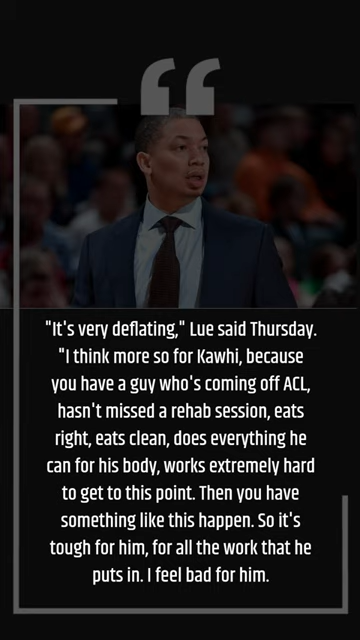 "It's very deflating," Lue said Thursday.
"I think more so for Kawhi, because
you have a guy who's coming off ACL,
hasn't missed a rehab session, eats
right, eats clean, does everything he
can for his body, works extremely hard
to get to this point. Then you have
something like this happen. So it's
tough for him, for all the work that he
puts in. I feel bad for him.